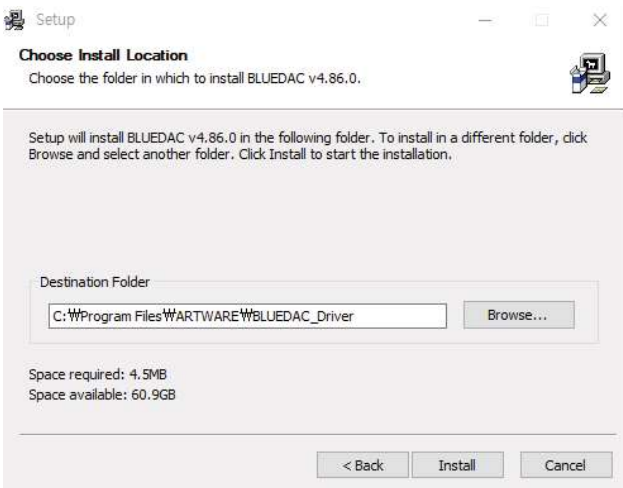 Setup
Choose Install Location
Choose the folder in which to install BLUEDAC v4.86.0.
Setup will install BLUEDAC v4.86.0 in the following folder. To install in a different folder, click
Browse and select another folder. Click Install to start the installation.
Destination Folder
C:₩Program Files₩ARTWARE₩BLUEDAC_Driver
Browse...
Space required: 4.5MB
Space available: 60.9GB
< Back
Install
Cancel